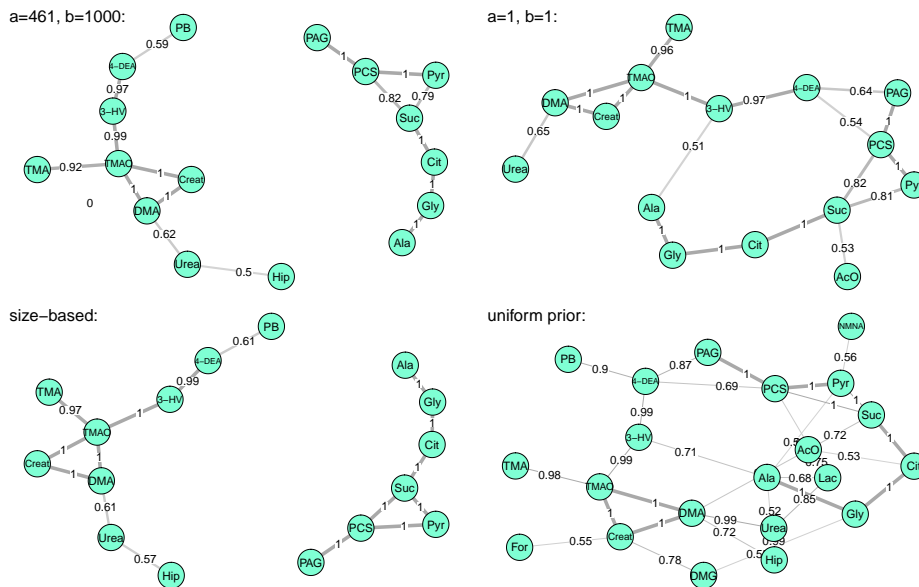 a=461, b=1000:
PB
0.59
4−DEA
0.97
3−HV
0.99
TMA
0.92
TMAO
1
Creat
1
1
0
DMA
0.62
Urea
0.5
Hip
PAG
1
PCS
1
Pyr
0.82
0.79
Suc
1
Cit
1
Gly
1
Ala
a=1, b=1:
TMA
0.96
TMAO
1
DMA
1
1
Creat
0.65
Urea
1
3−HV
0.97
4−DEA
0.64
PAG
0.54
1
PCS
1
0.51
0.82
0.81
Ala
Suc
1
Gly
1
Cit
1
0.53
AcO
size−based:
PB
0.61
4−DEA
0.99
3−HV
TMA
0.97
1
TMAO
1
1
Creat
1
DMA
0.61
Urea
0.57
Hip
Ala
1
Gly
1
Cit
1
Suc
1
1
PCS
1
Pyr
1
PAG
uniform prior:
NMNA
0.56
PB
0.9
4−DEA
0.87
PAG
1
0.69
PCS
1
Pyr
1
1
Suc
0.99
3−HV
0.71
0.72
AcO
0.53
1
Cit
TMA
0.98
0.99
TMAO
Ala
0.68
Lac
0.85
1
1
1
DMA
0.52
Gly
1
0.99
Urea
Creat
1
0.72
For
0.55
0.78
Hip
DMG